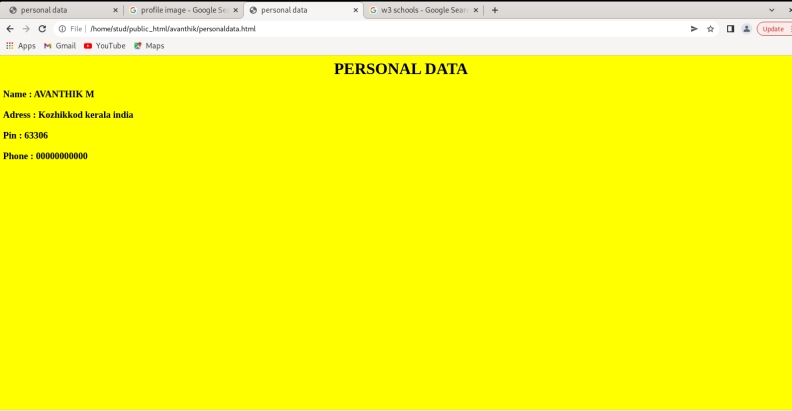 personal data
profile image - Google Se
personal data
w3 schools - Google Sear
File
/home/stud/public_html/avanthik/personaldata.html
Update
Apps
Gmail
YouTube
Maps
PERSONAL DATA
Name : AVANTHIK M
Adress : Kozhikkod kerala india
Pin : 63306
Phone : 00000000000